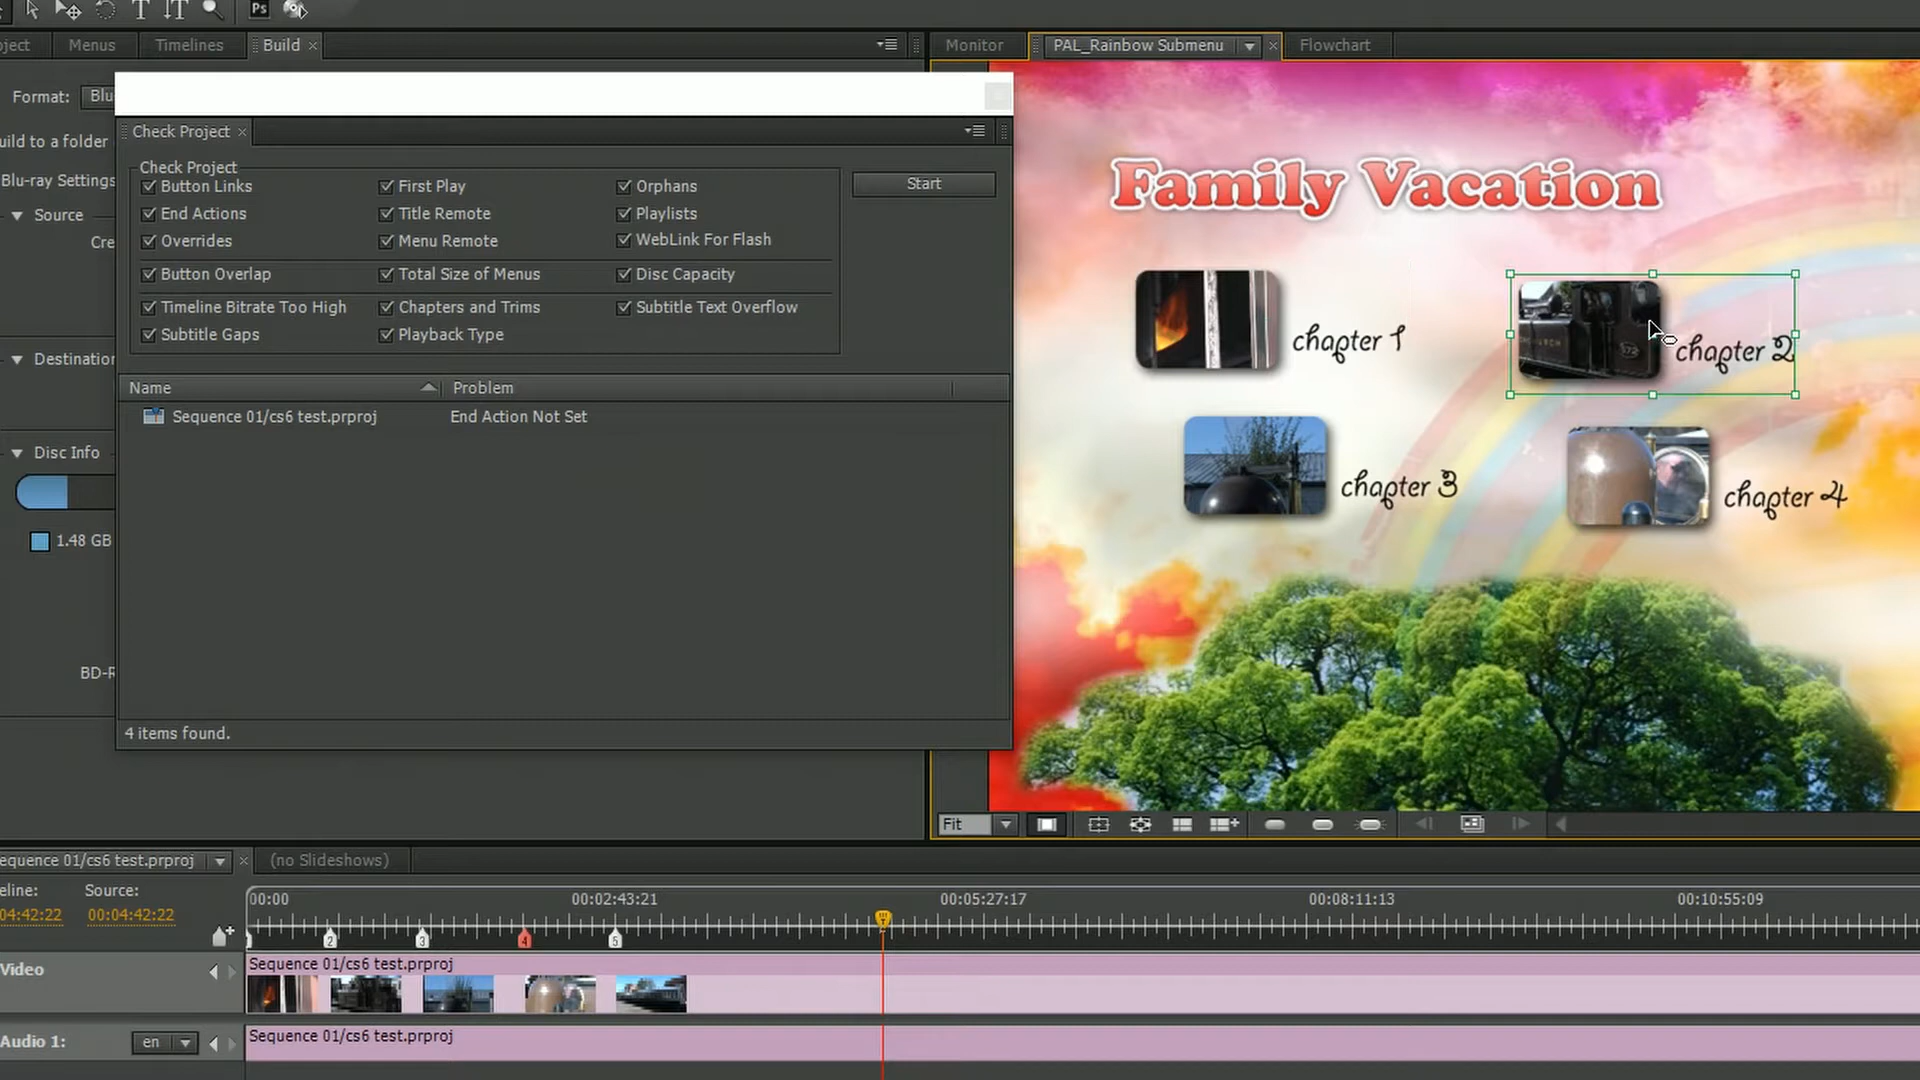 T
T
Ps
ject
Menus
Timelines
Build
Monitor
PAL_Rainbow Submenu
Flowchart
Format:
Blu
uild to a folder
Blu-ray Settings
Source
Cre
Destination
Disc Info
1.48 GB
BD-R
Check Project
Check Project
Button Links
First Play
Orphans
Start
End Actions
Title Remote
Playlists
Overrides
Menu Remote
WebLink For Flash
Button Overlap
Total Size of Menus
Disc Capacity
Timeline Bitrate Too High
Chapters and Trims
Subtitle Text Overflow
Subtitle Gaps
Playback Type
Name
Problem
Sequence 01/cs6 test.prproj
End Action Not Set
4 items found.
Family Vacation
chapter 1
chapter 2
chapter 3
chapter 4
Fit
equence 01/cs6 test.prproj
(no Slideshows)
eline:
Source:
04:42:22
00:04:42:22
00:00
00:02:43:21
00:05:27:17
00:08:11:13
00:10:55:09
2
3
4
5
Video
Sequence 01/cs6 test.prproj
Audio 1:
en
Sequence 01/cs6 test.prproj